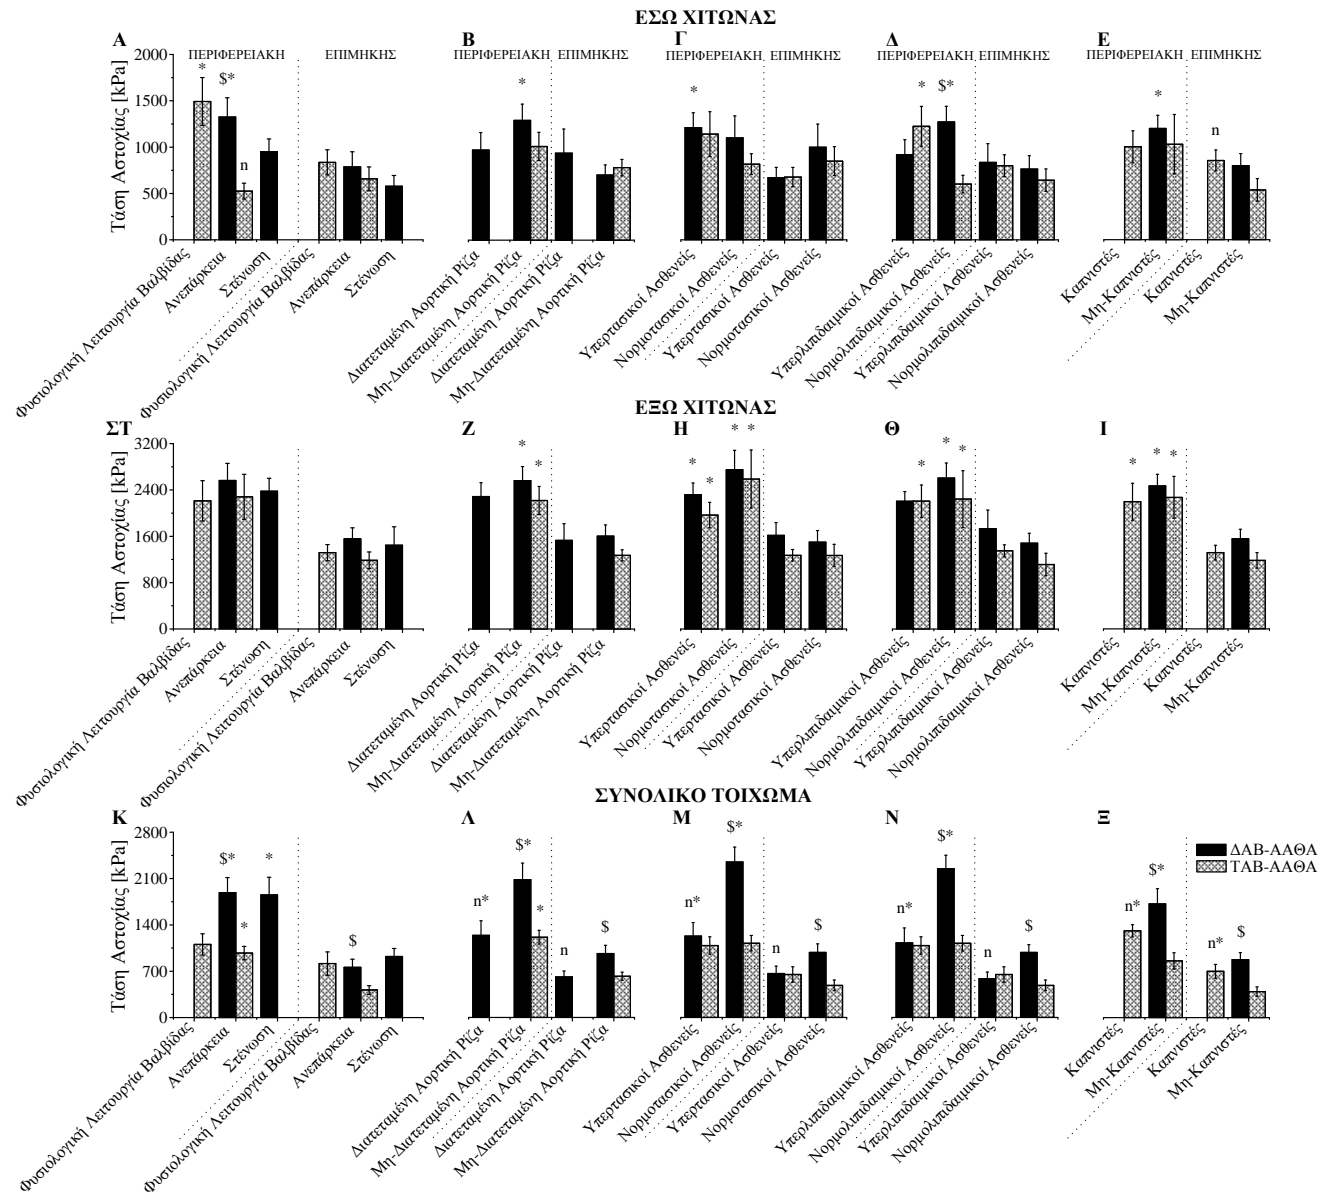 ΕΣΩ ΧΙΤΩΝΑΣ
Α Β Γ Δ Ε
ΠΕΡΙΦΕΡΕΙΑΚΗ ΕΠΙΜΗΚΗΣ ΠΕΡΙΦΕΡΕΙΑΚΗ ΕΠΙΜΗΚΗΣ ΠΕΡΙΦΕΡΕΙΑΚΗ ΕΠΙΜΗΚΗΣ ΠΕΡΙΦΕΡΕΙΑΚΗ ΕΠΙΜΗΚΗΣ ΠΕΡΙΦΕΡΕΙΑΚΗ ΕΠΙΜΗΚΗΣ
Τάση Αστοχίας [kPa]
2000
1500
1000
500
0
* $* n * * * $* * n
Φυσιολογική Λειτουργία Βαλβίδας
Ανεπάρκεια
Στένωση
Φυσιολογική Λειτουργία Βαλβίδας
Ανεπάρκεια
Στένωση
Διατεταμένη Αορτική Ρίζα
Μη-Διατεταμένη Αορτική Ρίζα
Διατεταμένη Αορτική Ρίζα
Μη-Διατεταμένη Αορτική Ρίζα
Υπερτασικοί Ασθενείς
Νορμοτασικοί Ασθενείς
Υπερτασικοί Ασθενείς
Νορμοτασικοί Ασθενείς
Υπερλιπιδαιμικοί Ασθενείς
Νορμολιπιδαιμικοί Ασθενείς
Υπερλιπιδαιμικοί Ασθενείς
Νορμολιπιδαιμικοί Ασθενείς
Καπνιστές
Μη-Καπνιστές
Καπνιστές
Μη-Καπνιστές
ΕΞΩ ΧΙΤΩΝΑΣ
ΣΤ Ζ Η Θ Ι
Τάση Αστοχίας [kPa]
3200
2400
1600
800
0
* * * * * * * * * * * *
Φυσιολογική Λειτουργία Βαλβίδας
Ανεπάρκεια
Στένωση
Φυσιολογική Λειτουργία Βαλβίδας
Ανεπάρκεια
Στένωση
Διατεταμένη Αορτική Ρίζα
Μη-Διατεταμένη Αορτική Ρίζα
Διατεταμένη Αορτική Ρίζα
Μη-Διατεταμένη Αορτική Ρίζα
Υπερτασικοί Ασθενείς
Νορμοτασικοί Ασθενείς
Υπερτασικοί Ασθενείς
Νορμοτασικοί Ασθενείς
Υπερλιπιδαιμικοί Ασθενείς
Νορμολιπιδαιμικοί Ασθενείς
Υπερλιπιδαιμικοί Ασθενείς
Νορμολιπιδαιμικοί Ασθενείς
Καπνιστές
Μη-Καπνιστές
Καπνιστές
Μη-Καπνιστές
ΣΥΝΟΛΙΚΟ ΤΟΙΧΩΜΑ
Κ Λ Μ Ν Ξ
Τάση Αστοχίας [kPa]
2800
2100
1400
700
0
$* * * $ n* $* * n $ n* $* n $ n* $* n $ n* $* n* $
ΔΑΒ-ΑΑΘΑ
ΤΑΒ-ΑΑΘΑ
Φυσιολογική Λειτουργία Βαλβίδας
Ανεπάρκεια
Στένωση
Φυσιολογική Λειτουργία Βαλβίδας
Ανεπάρκεια
Στένωση
Διατεταμένη Αορτική Ρίζα
Μη-Διατεταμένη Αορτική Ρίζα
Διατεταμένη Αορτική Ρίζα
Μη-Διατεταμένη Αορτική Ρίζα
Υπερτασικοί Ασθενείς
Νορμοτασικοί Ασθενείς
Υπερτασικοί Ασθενείς
Νορμοτασικοί Ασθενείς
Υπερλιπιδαιμικοί Ασθενείς
Νορμολιπιδαιμικοί Ασθενείς
Υπερλιπιδαιμικοί Ασθενείς
Νορμολιπιδαιμικοί Ασθενείς
Καπνιστές
Μη-Καπνιστές
Καπνιστές
Μη-Καπνιστές